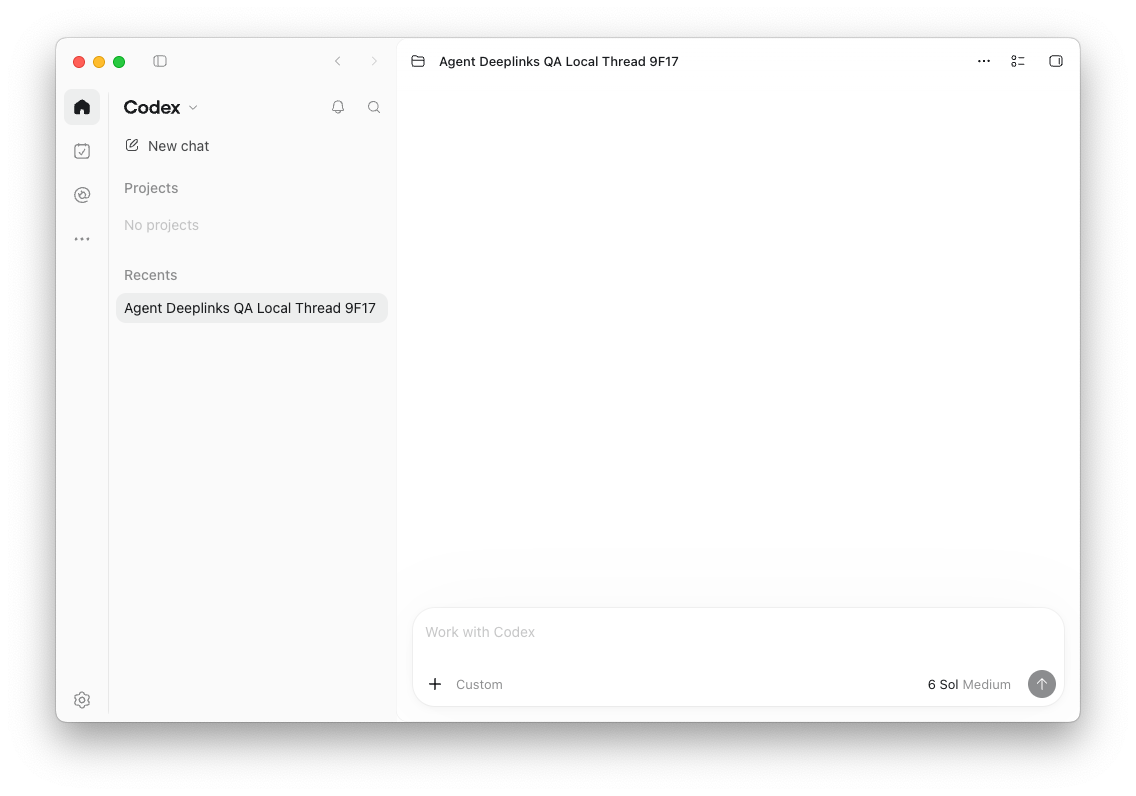 Agent Deeplinks QA Local Thread 9F17
Codex
New chat
Projects
No projects
Recents
Agent Deeplinks QA Local Thread 9F17
Work with Codex
Custom
6 Sol Medium